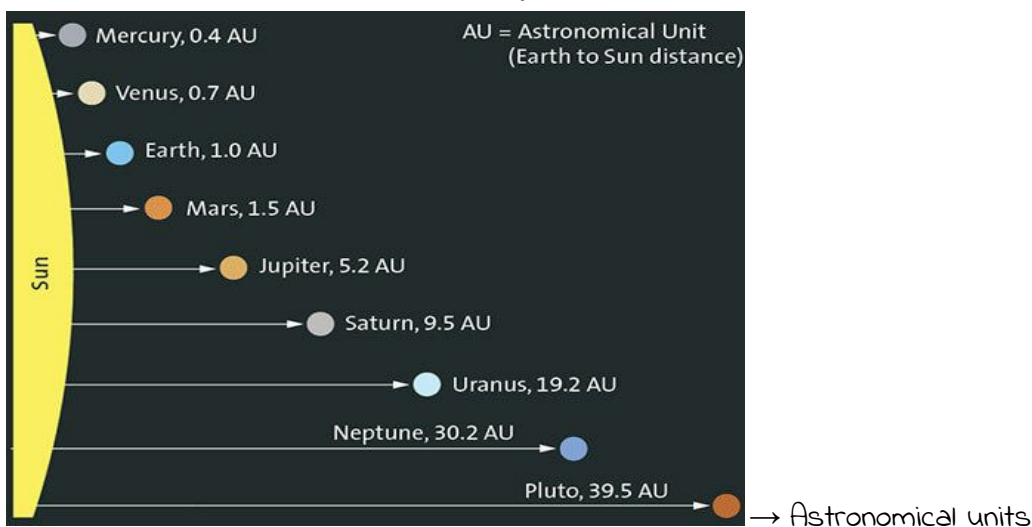 Mercury, 0.4 AU
AU = Astronomical Unit
(Earth to Sun distance)
Venus, 0.7 AU
Earth, 1.0 AU
Mars, 1.5 AU
Sun
Jupiter, 5.2 AU
Saturn, 9.5 AU
Uranus, 19.2 AU
Neptune, 30.2 AU
Pluto, 39.5 AU
→ Astronomical units